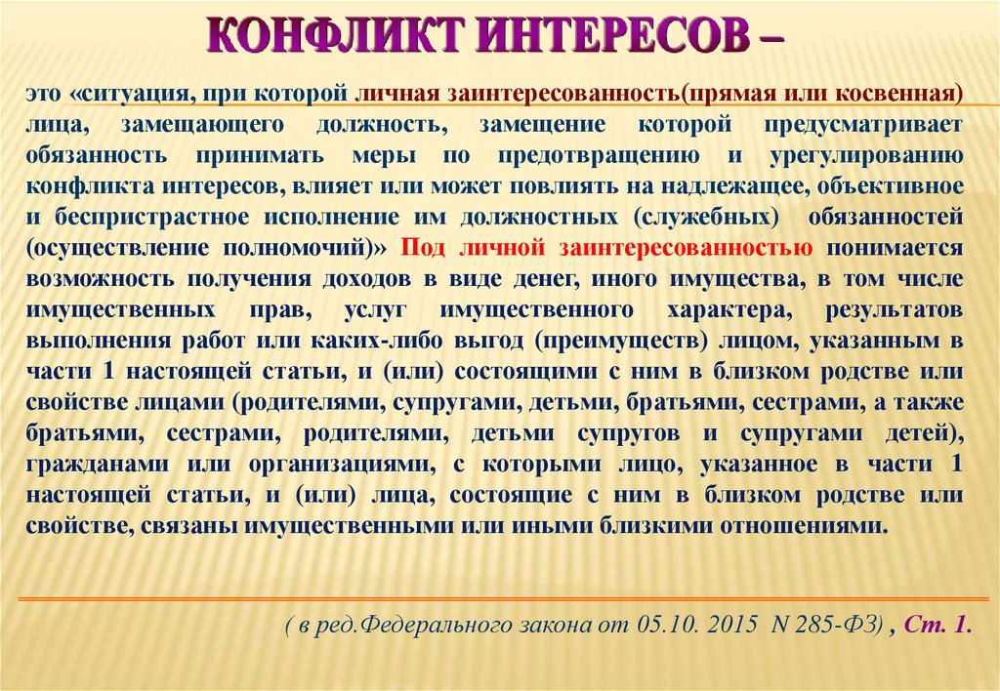 КОНФЛИКТ ИНТЕРЕСОВ –
это «ситуация, при которой личная заинтересованность(прямая или косвенная)
лица, замещающего должность, замещение которой предусматривает
обязанность принимать меры по предотвращению и урегулированию
конфликта интересов, влияет или может повлиять на надлежащее, объективное
и беспристрастное исполнение им должностных (служебных) обязанностей
(осуществление полномочий)» Под личной заинтересованностью понимается
возможность получения доходов в виде денег, иного имущества, в том числе
имущественных прав, услуг имущественного характера, результатов
выполнения работ или каких-либо выгод (преимуществ) лицом, указанным в
части 1 настоящей статьи, и (или) состоящими с ним в близком родстве или
свойстве лицами (родителями, супругами, детьми, братьями, сестрами, а также
братьями, сестрами, родителями, детьми супругов и супругами детей),
гражданами или организациями, с которыми лицо, указанное в части 1
настоящей статьи, и (или) лица, состоящие с ним в близком родстве или
свойстве, связаны имущественными или иными близкими отношениями.
( в ред.Федерального закона от 05.10. 2015 N 285-ФЗ) , Ст. 1.